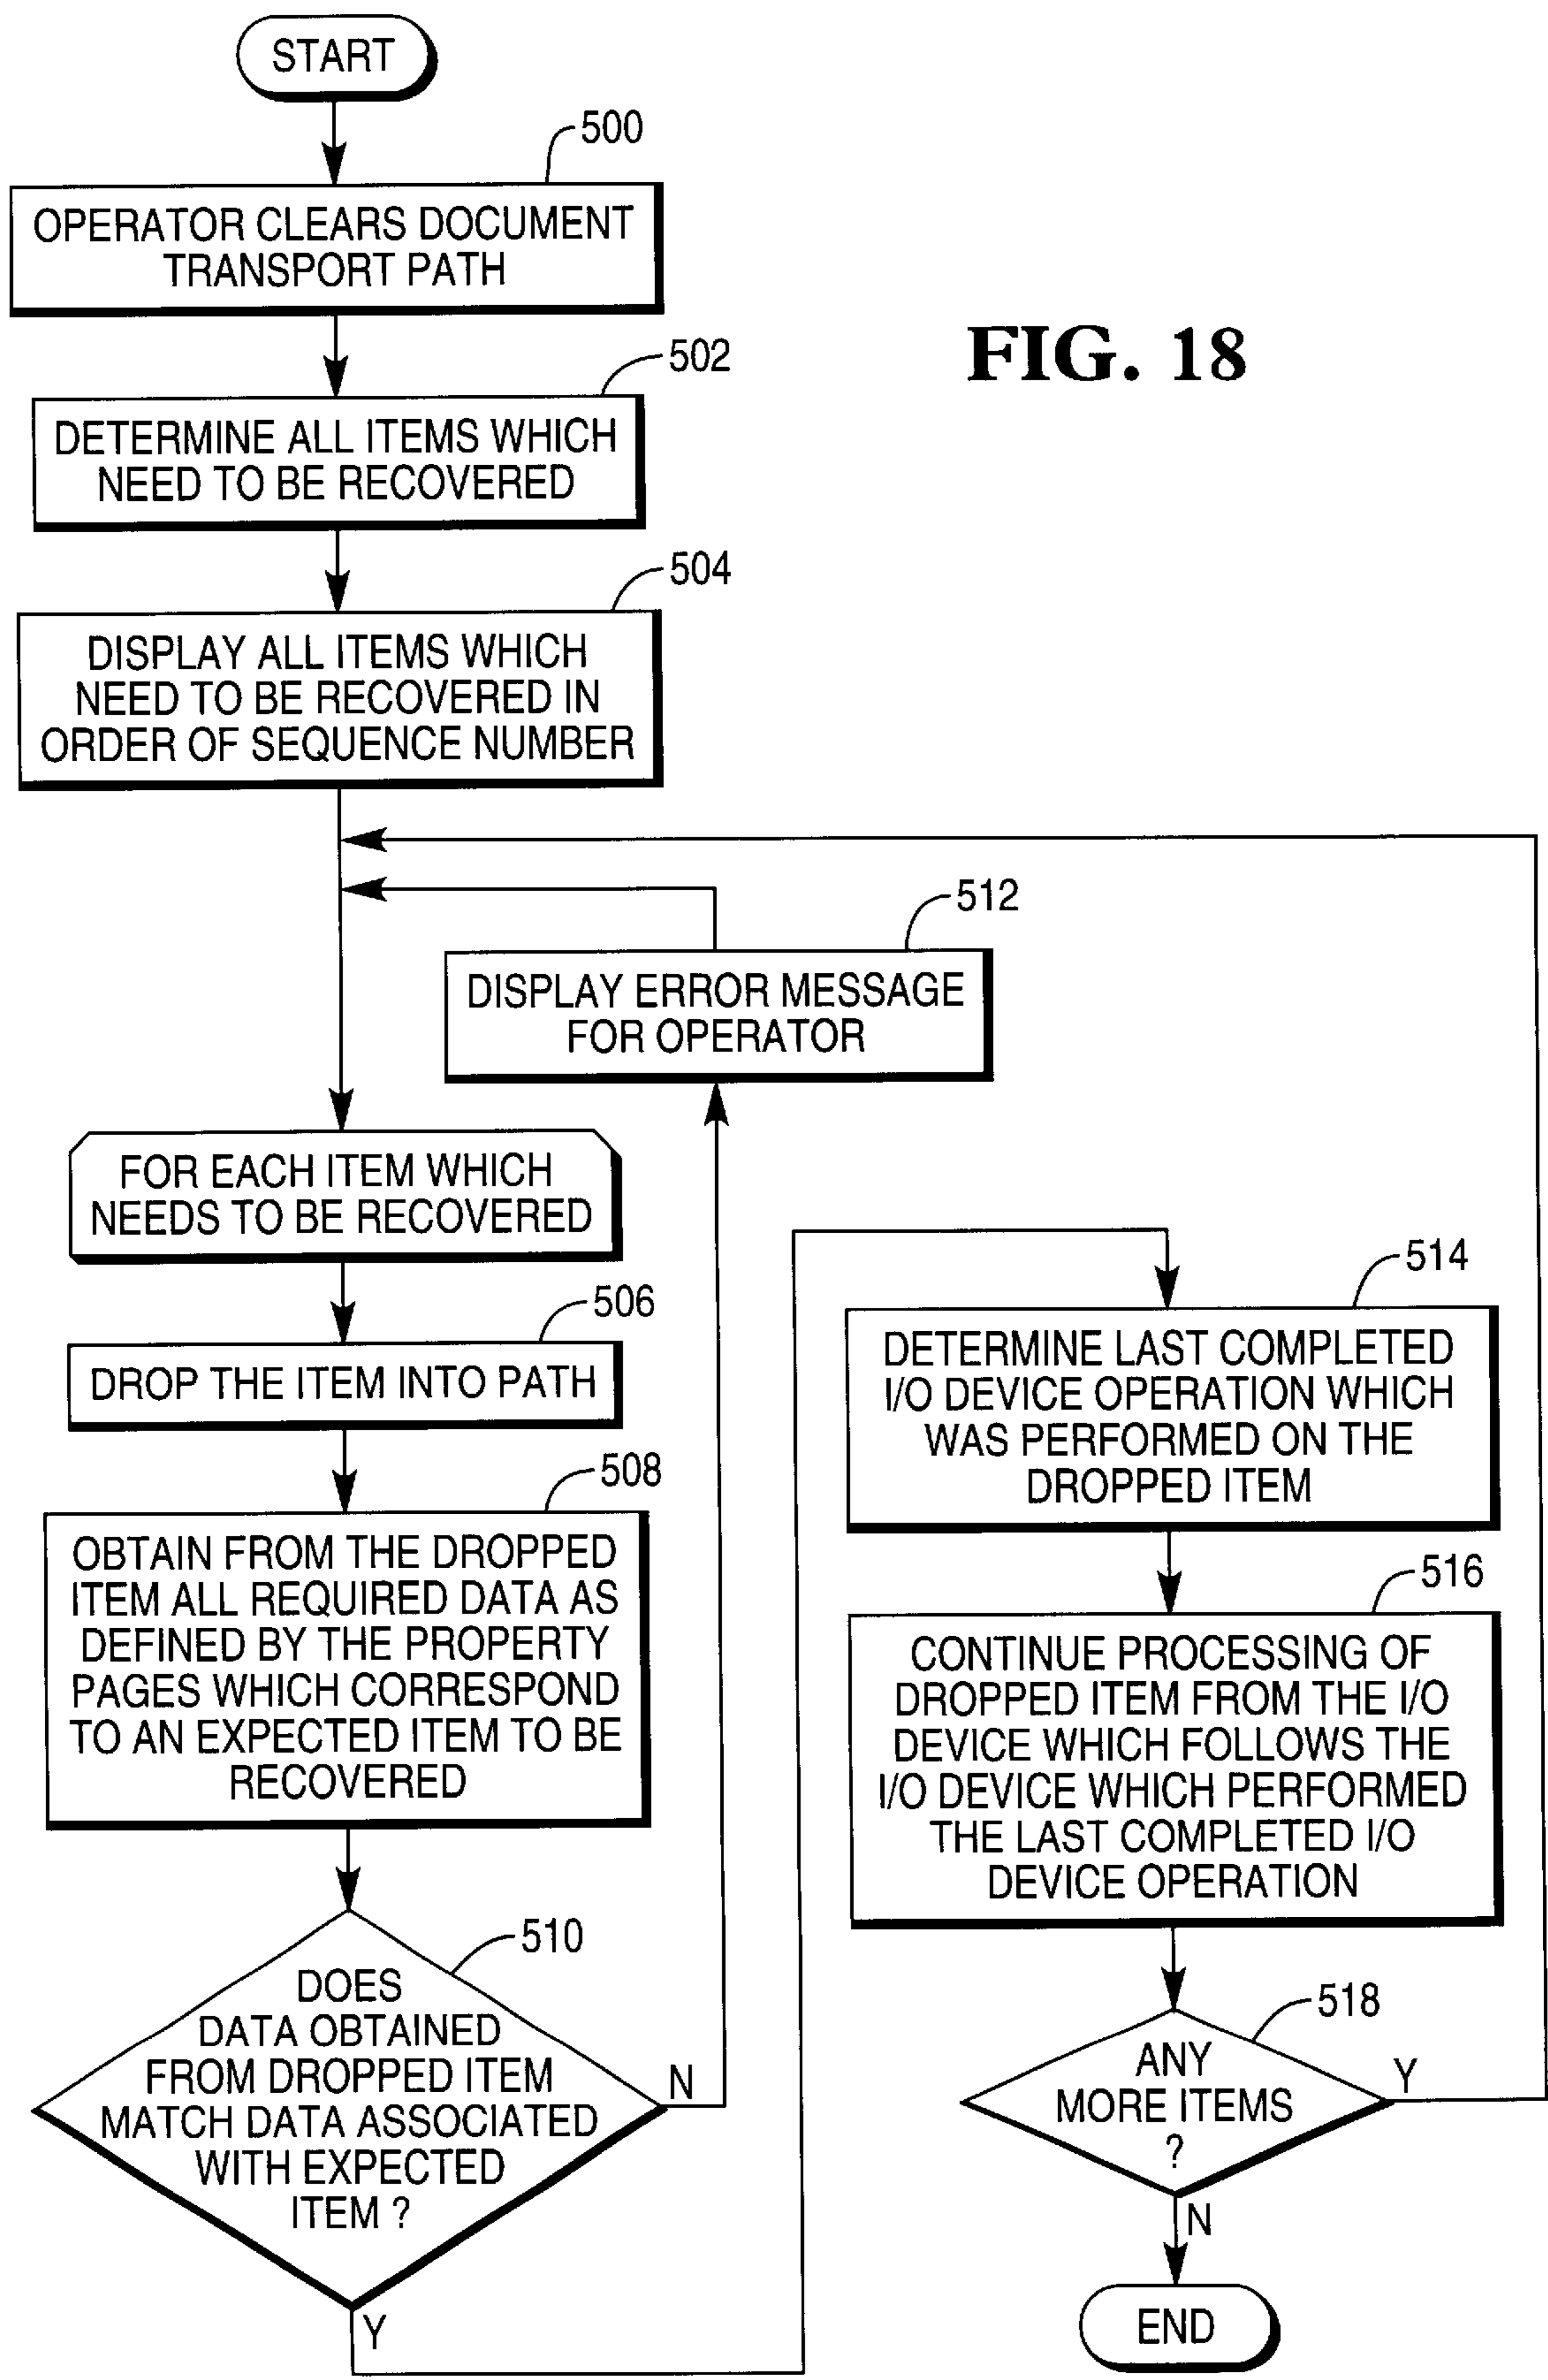 START
500
OPERATOR CLEARS DOCUMENT
TRANSPORT PATH
FIG. 18
502
DETERMINE ALL ITEMS WHICH
NEED TO BE RECOVERED
504
DISPLAY ALL ITEMS WHICH
NEED TO BE RECOVERED IN
ORDER OF SEQUENCE NUMBER
512
DISPLAY ERROR MESSAGE
FOR OPERATOR
FOR EACH ITEM WHICH
NEEDS TO BE RECOVERED
506
DROP THE ITEM INTO PATH
508
OBTAIN FROM THE DROPPED
ITEM ALL REQUIRED DATA AS
DEFINED BY THE PROPERTY
PAGES WHICH CORRESPOND
TO AN EXPECTED ITEM TO BE
RECOVERED
510
DOES
DATA OBTAINED
FROM DROPPED ITEM
MATCH DATA ASSOCIATED
WITH EXPECTED
ITEM ?
N
Y
514
DETERMINE LAST COMPLETED
I/O DEVICE OPERATION WHICH
WAS PERFORMED ON THE
DROPPED ITEM
516
CONTINUE PROCESSING OF
DROPPED ITEM FROM THE I/O
DEVICE WHICH FOLLOWS THE
I/O DEVICE WHICH PERFORMED
THE LAST COMPLETED I/O
DEVICE OPERATION
518
ANY
MORE ITEMS
?
Y
N
END